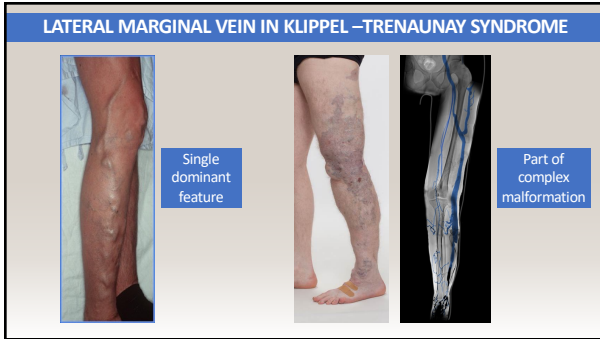 LATERAL MARGINAL VEIN IN KLIPPEL –TRENAUNAY SYNDROME
Single
dominant
feature
Part of
complex
malformation